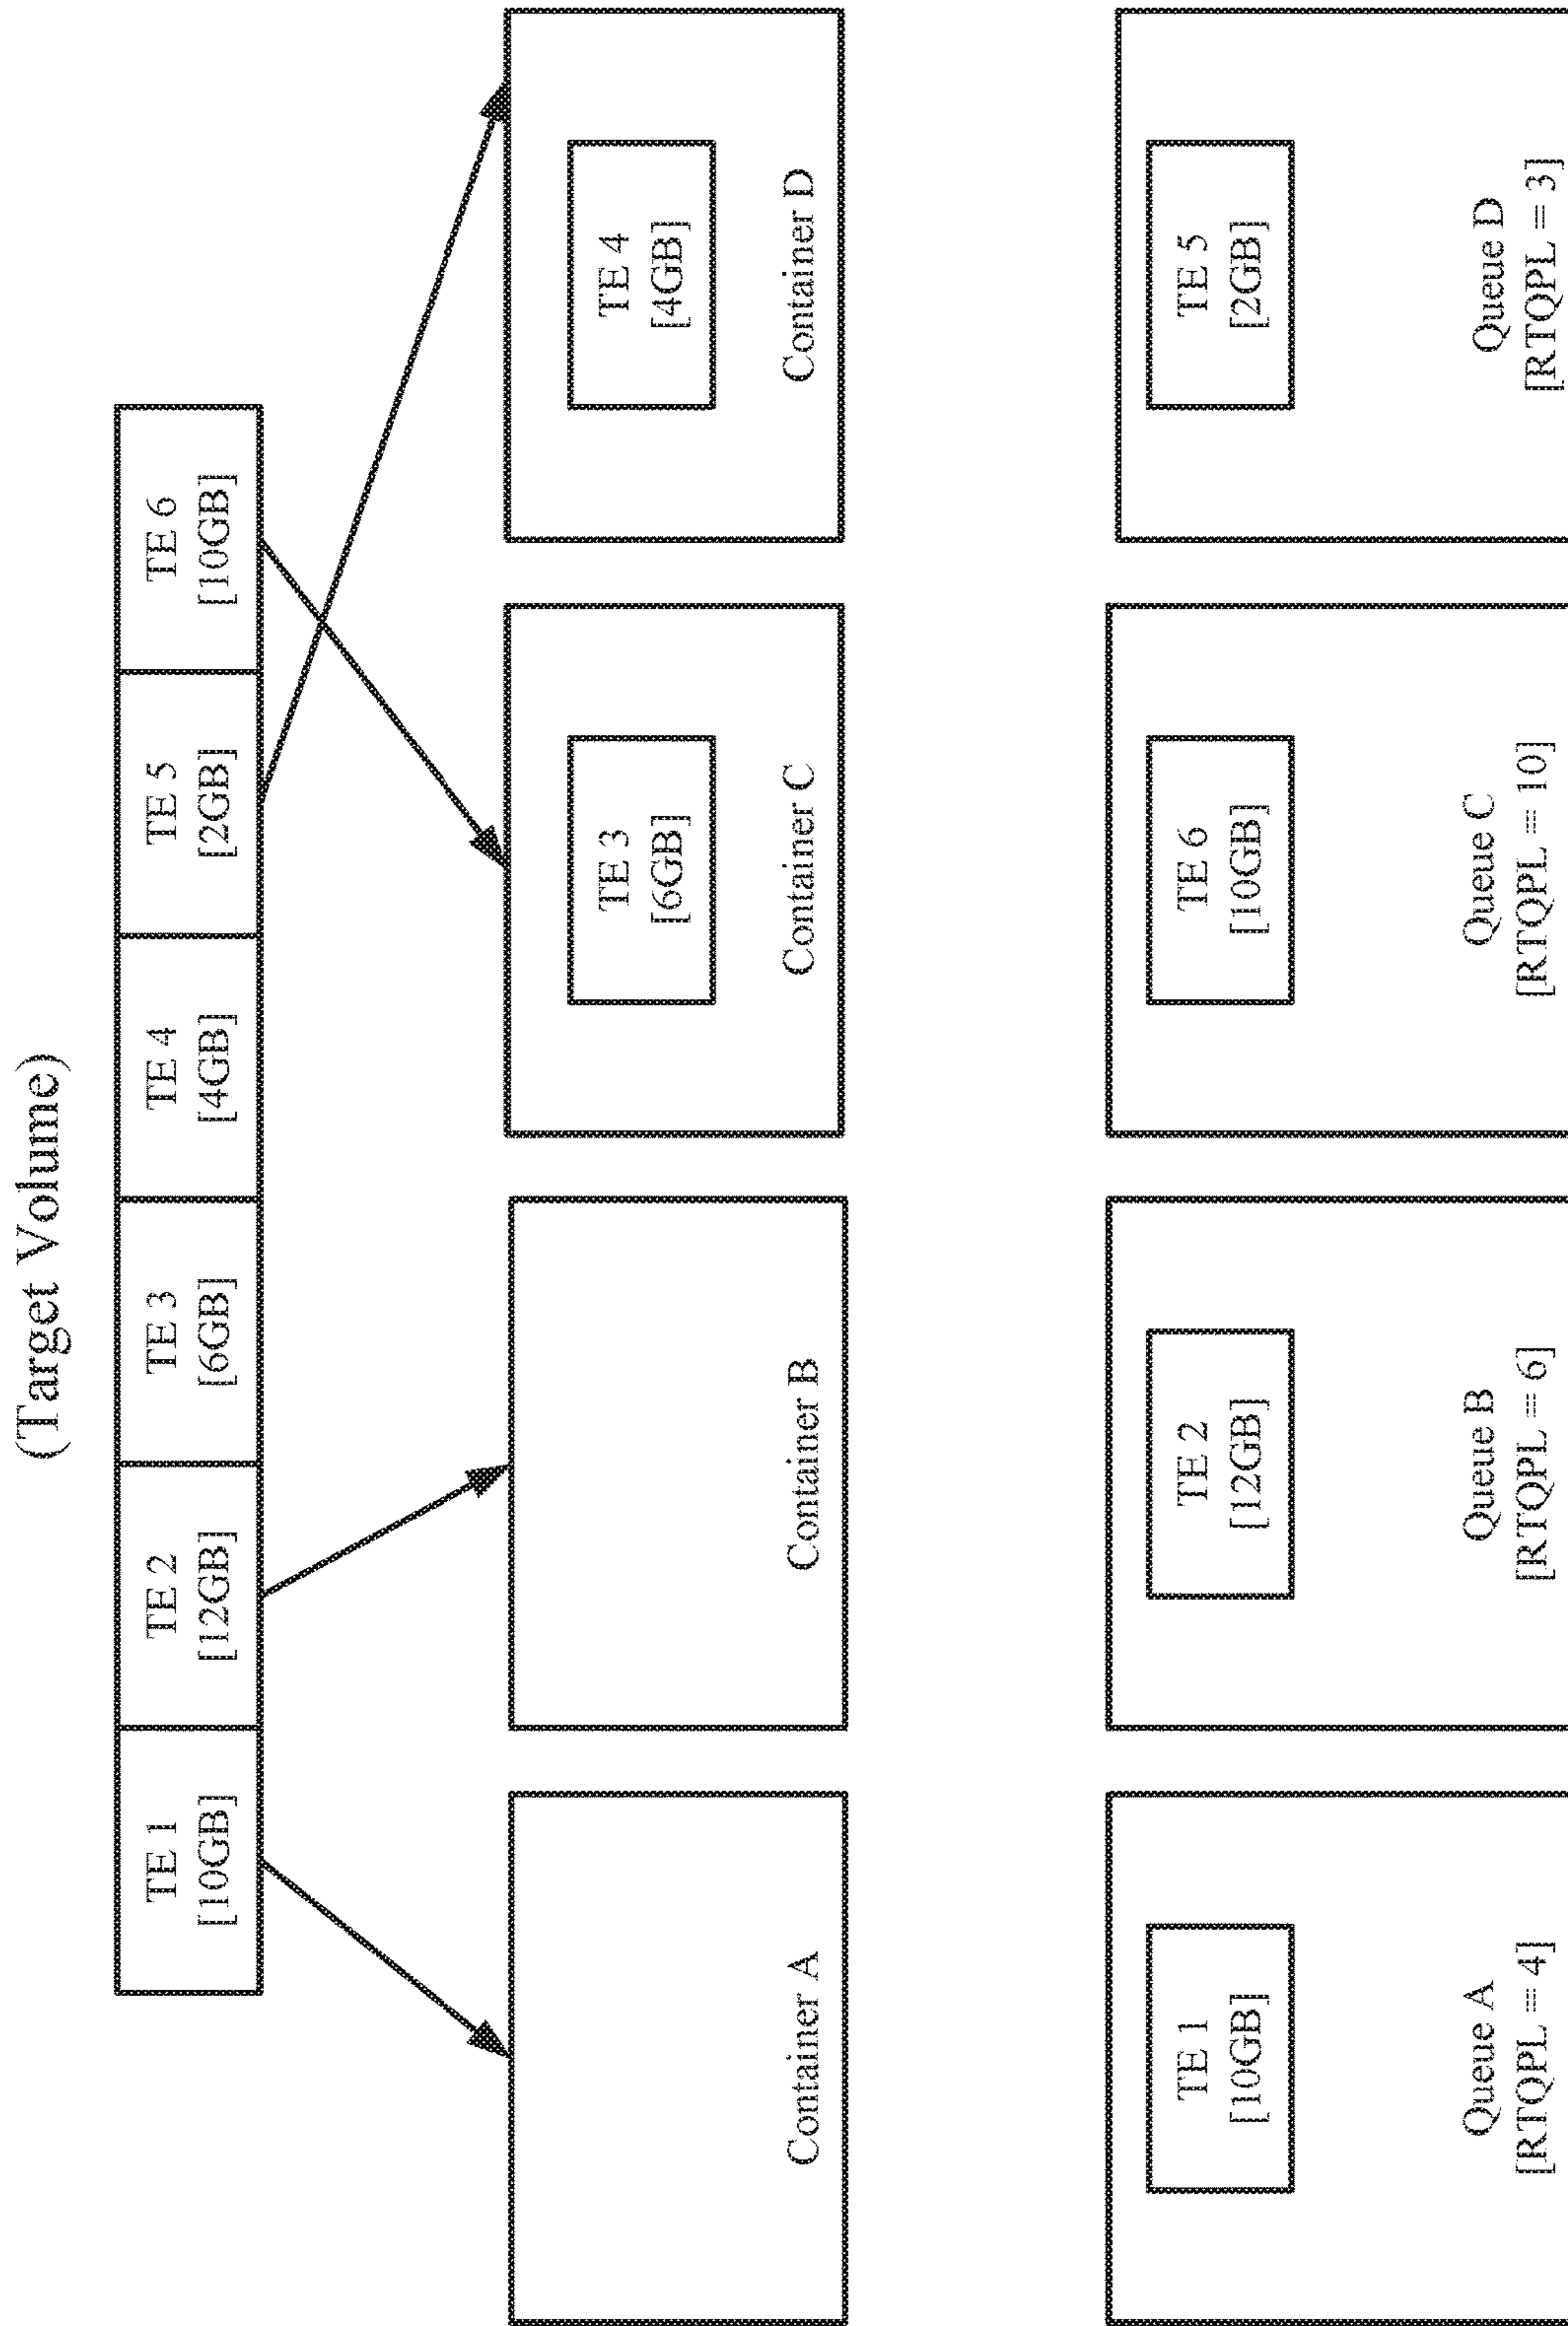 (Target Volume)
TE 1
[10GB]
TE 2
[12GB]
TE 3
[6GB]
TE 4
[4GB]
TE 5
[2GB]
TE 6
[10GB]
Container A
Container B
TE 3
[6GB]
Container C
TE 4
[4GB]
Container D
TE 1
[10GB]
Queue A
[RTQPL = 4]
TE 2
[12GB]
Queue B
[RTQPL = 6]
TE 6
[10GB]
Queue C
[RTQPL = 10]
TE 5
[2GB]
Queue D
[RTQPL = 3]